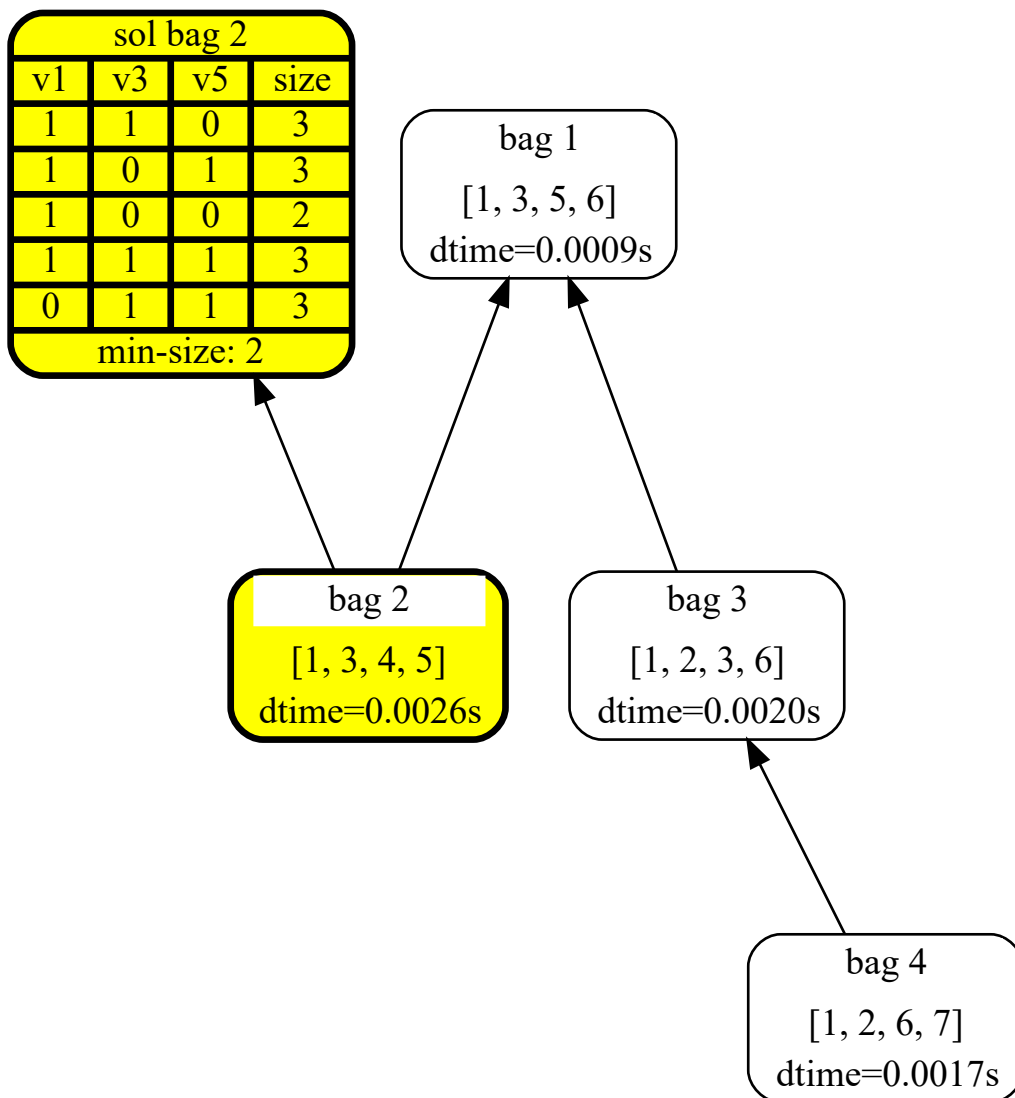 sol bag 2
v1 v3 v5 size
1 1 0 3
1 0 1 3
1 0 0 2
1 1 1 3
0 1 1 3
min-size: 2
bag 1
[1, 3, 5, 6]
dtime=0.0009s
bag 2
[1, 3, 4, 5]
dtime=0.0026s
bag 3
[1, 2, 3, 6]
dtime=0.0020s
bag 4
[1, 2, 6, 7]
dtime=0.0017s